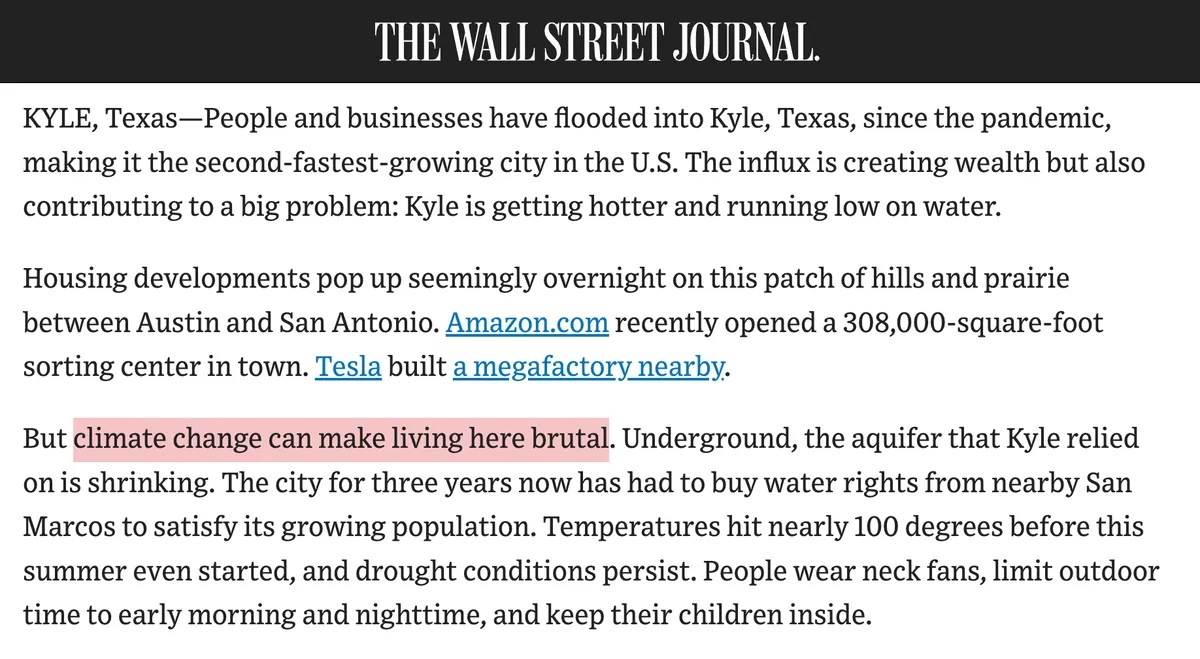 THE WALL STREET JOURNAL.
KYLE, Texas—People and businesses have flooded into Kyle, Texas, since the pandemic,
making it the second-fastest-growing city in the U.S. The influx is creating wealth but also
contributing to a big problem: Kyle is getting hotter and running low on water.
Housing developments pop up seemingly overnight on this patch of hills and prairie
between Austin and San Antonio. Amazon.com recently opened a 308,000-square-foot
sorting center in town. Tesla built a megafactory nearby.
But climate change can make living here brutal. Underground, the aquifer that Kyle relied
on is shrinking. The city for three years now has had to buy water rights from nearby San
Marcos to satisfy its growing population. Temperatures hit nearly 100 degrees before this
summer even started, and drought conditions persist. People wear neck fans, limit outdoor
time to early morning and nighttime, and keep their children inside.